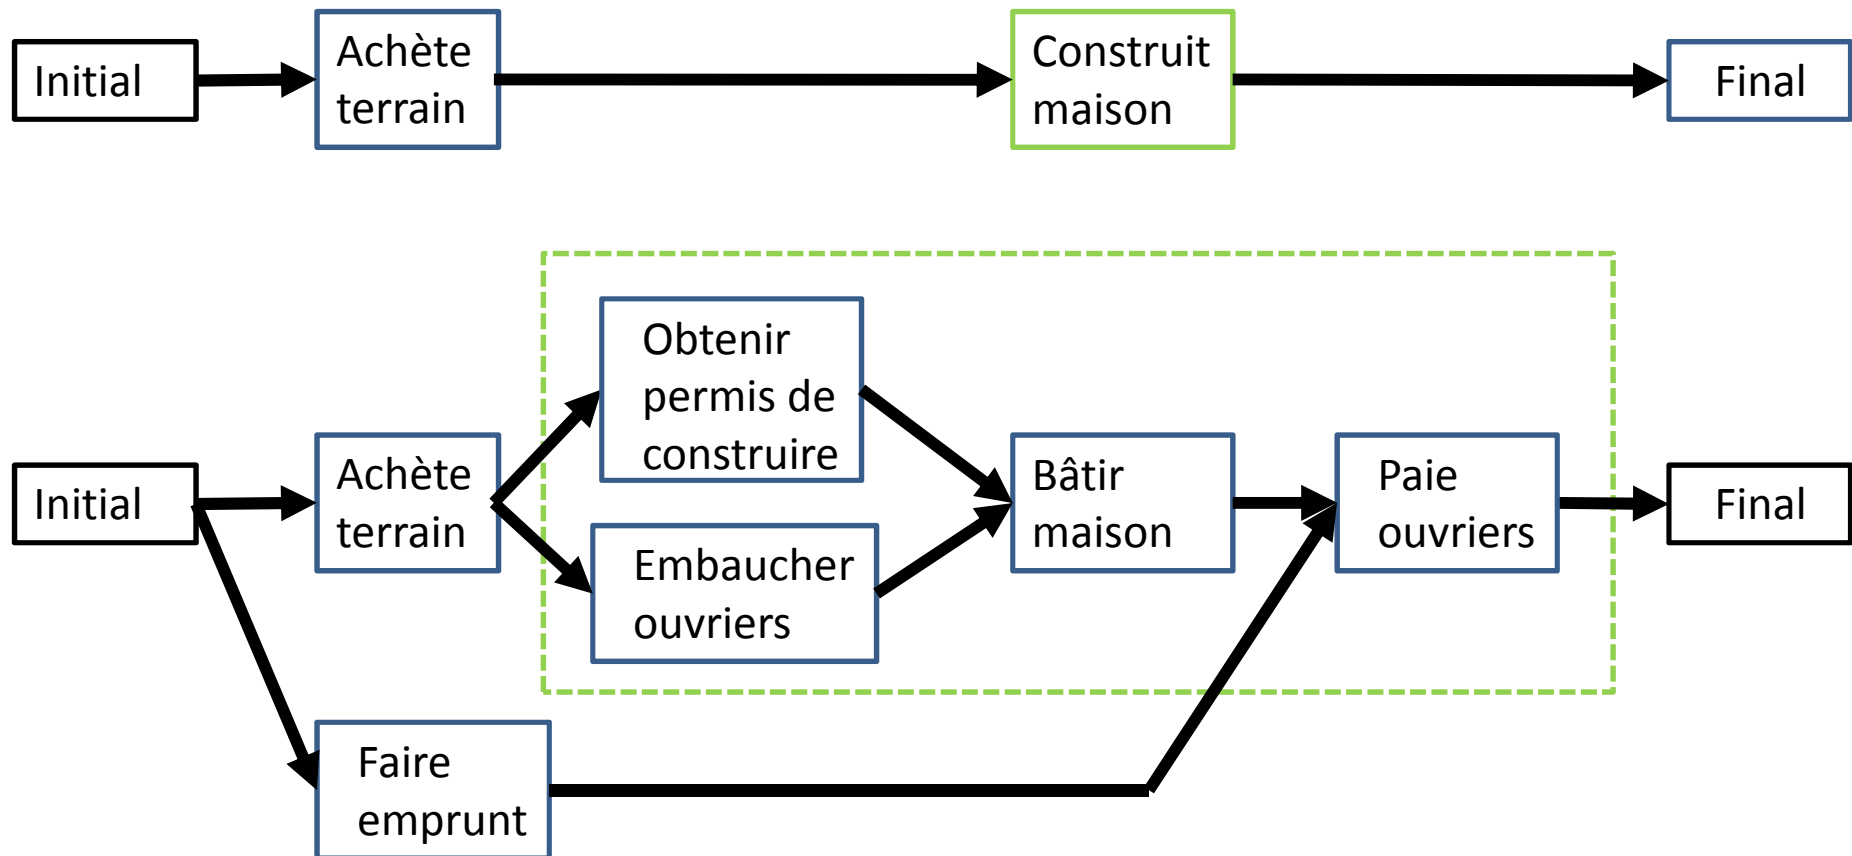 Initial
Achète
terrain
Construit
maison
Final
Obtenir
permis de
construire
Initial
Achète
terrain
Embaucher
ouvriers
Bâtir
maison
Paie
ouvriers
Final
Faire
emprunt